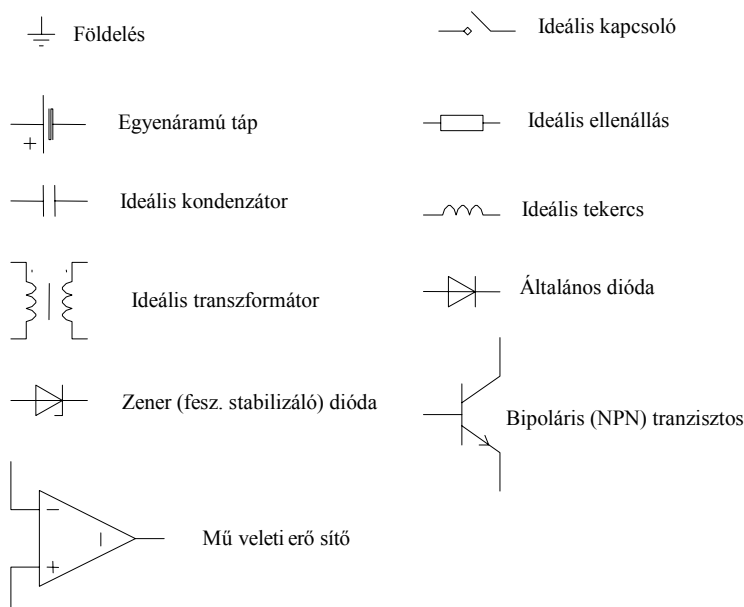 Földelés
Ideális kapcsoló
Egyenáramú táp
+
Ideális ellenállás
Ideális kondenzátor
Ideális tekercs
Ideális transzformátor
Általános dióda
Zener (fesz. stabilizáló) dióda
Bipoláris (NPN) tranzisztos
Mű veleti erő sítő
−
+